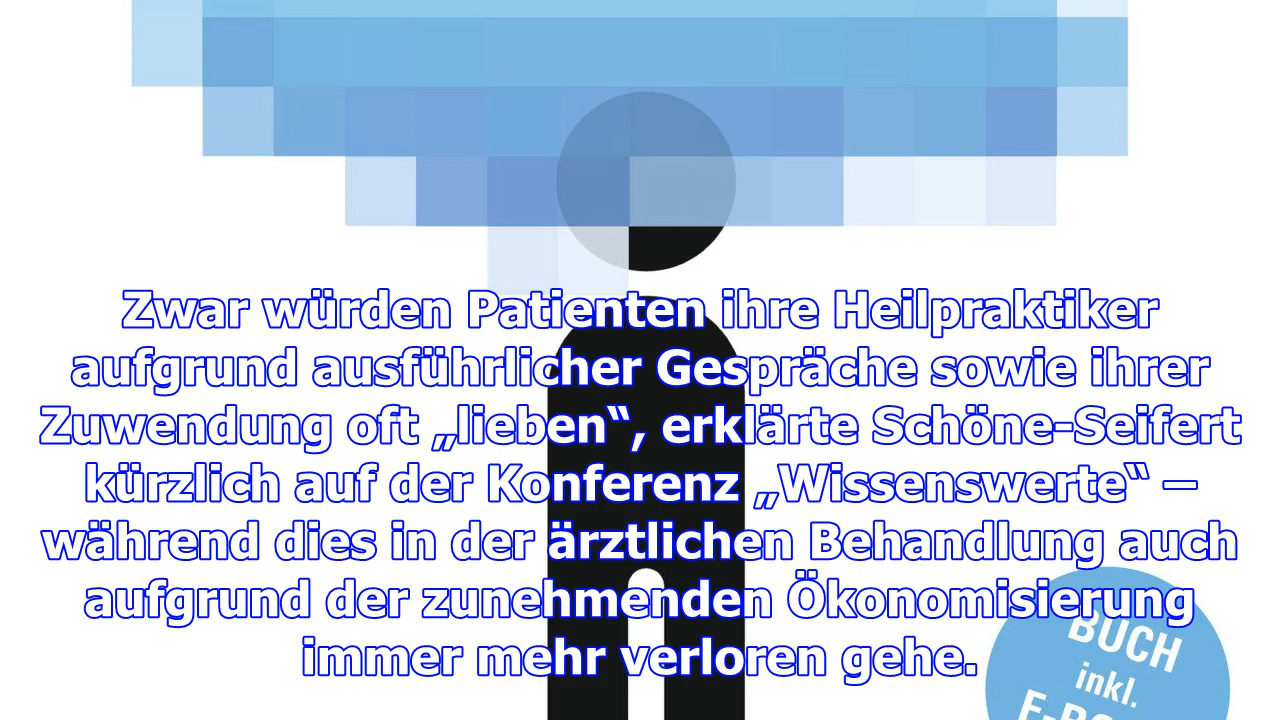 Zwar würden Patienten ihre Heilpraktiker
aufgrund ausführlicher Gespräche sowie ihrer
Zuwendung oft „lieben“, erklärte Schöne-Seifert
kürzlich auf der Konferenz „Wissenswerte“ –
während dies in der ärztlichen Behandlung auch
aufgrund der zunehmenden Ökonomisierung
immer mehr verloren gehe.
BUCH
inkl.